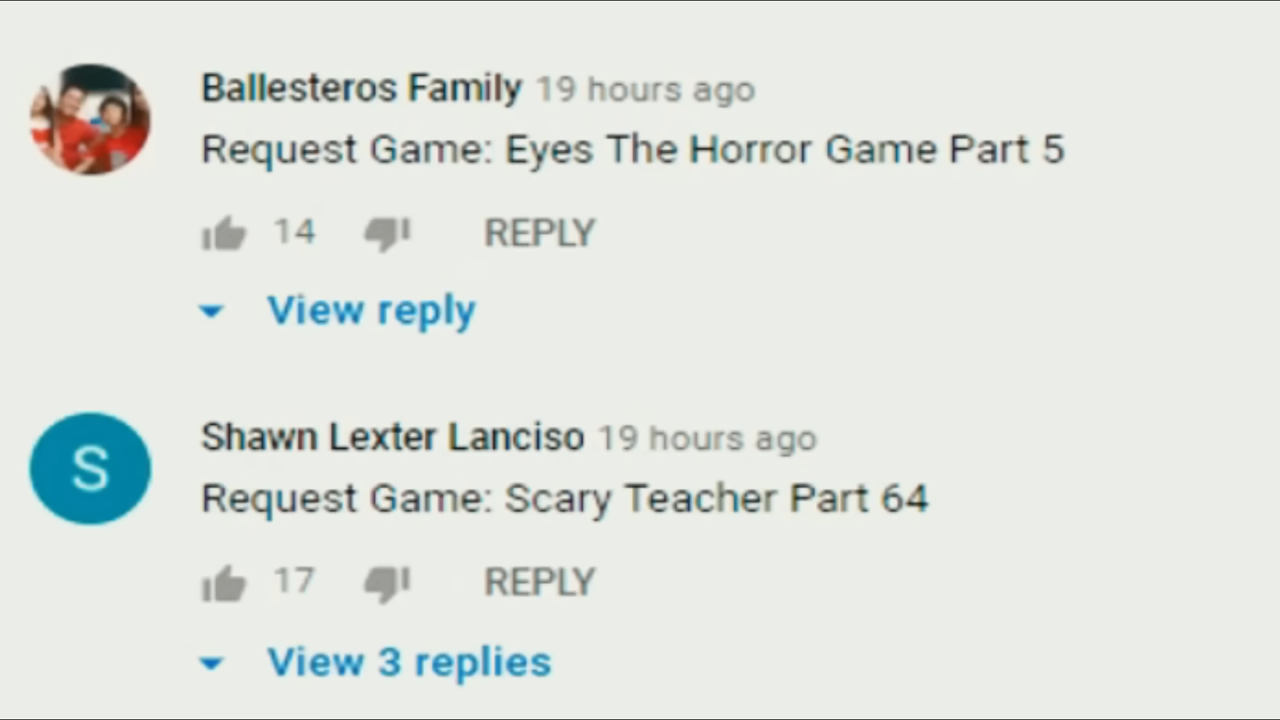 Ballesteros Family 19 hours ago
Request Game: Eyes The Horror Game Part 5
14 REPLY
View reply
S
Shawn Lexter Lanciso 19 hours ago
Request Game: Scary Teacher Part 64
17 REPLY
View 3 replies